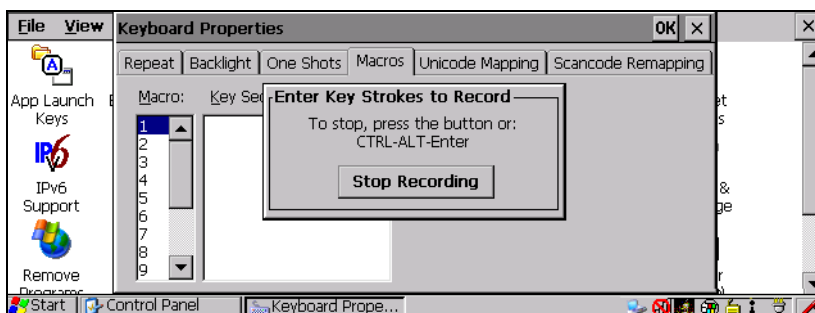 File View
Keyboard Properties
OK
Repeat Backlight One Shots Macros Unicode Mapping Scancode Remapping
App Launch
Keys
IPv6
IPv6
Support
Remove
Programs
Macro:
Key
1
2
3
4
5
6
7
8
9
Enter Key Strokes to Record
To stop, press the button or:
CTRL-ALT-Enter
Stop Recording
&
Start Control Panel Keyboard Prope...